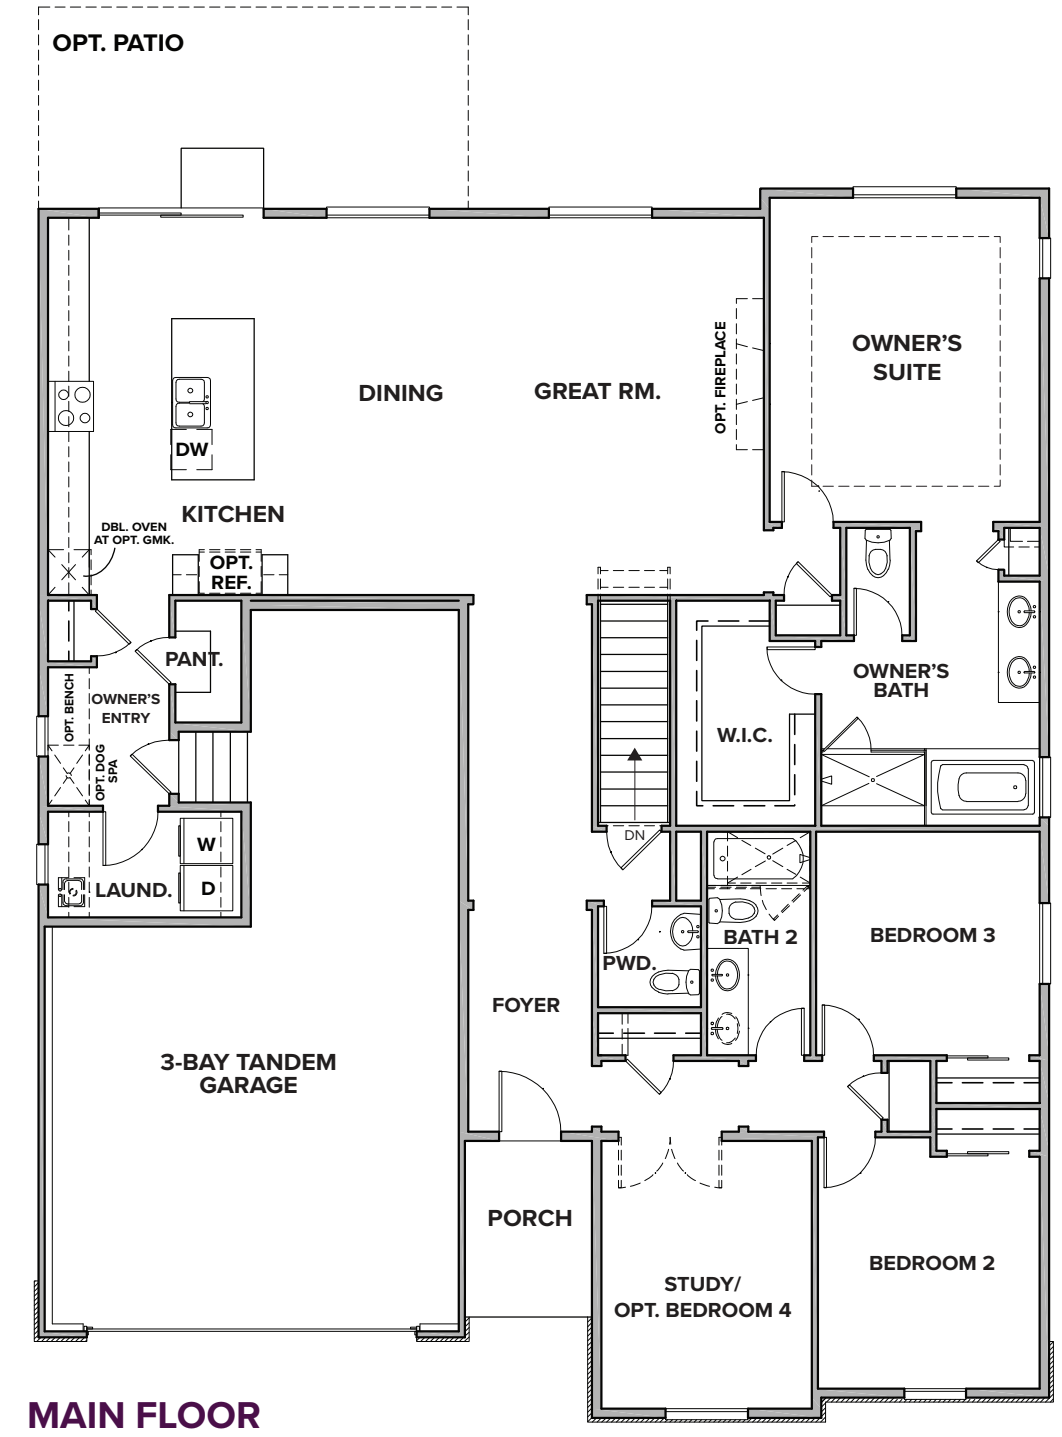 OPT. PATIO
OWNER'S
SUITE
OPT. FIREPLACE
DINING
GREAT RM.
DW
KITCHEN
DBL. OVEN
AT OPT. GMK.
OPT.
REF.
PANT.
OPT. BENCH
OWNER'S
ENTRY
OPT. DOG
SPA
OWNER'S
BATH
W.I.C.
DN
W
D
LAUND.
BATH 2
BEDROOM 3
PWD.
FOYER
3-BAY TANDEM
GARAGE
PORCH
BEDROOM 2
STUDY/
OPT. BEDROOM 4
MAIN FLOOR